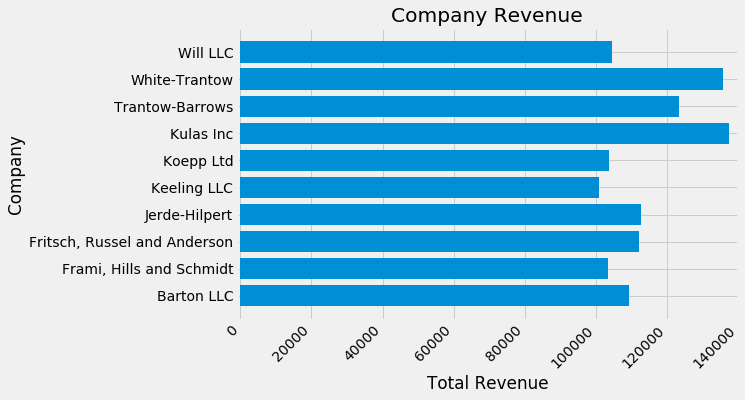 Company Revenue
Will LLC
White-Trantow
Trantow-Barrows
Kulas Inc
Koepp Ltd
Keeling LLC
Jerde-Hilpert
Fritsch, Russel and Anderson
Frami, Hills and Schmidt
Barton LLC
Company
0
20000
40000
60000
80000
100000
120000
140000
Total Revenue